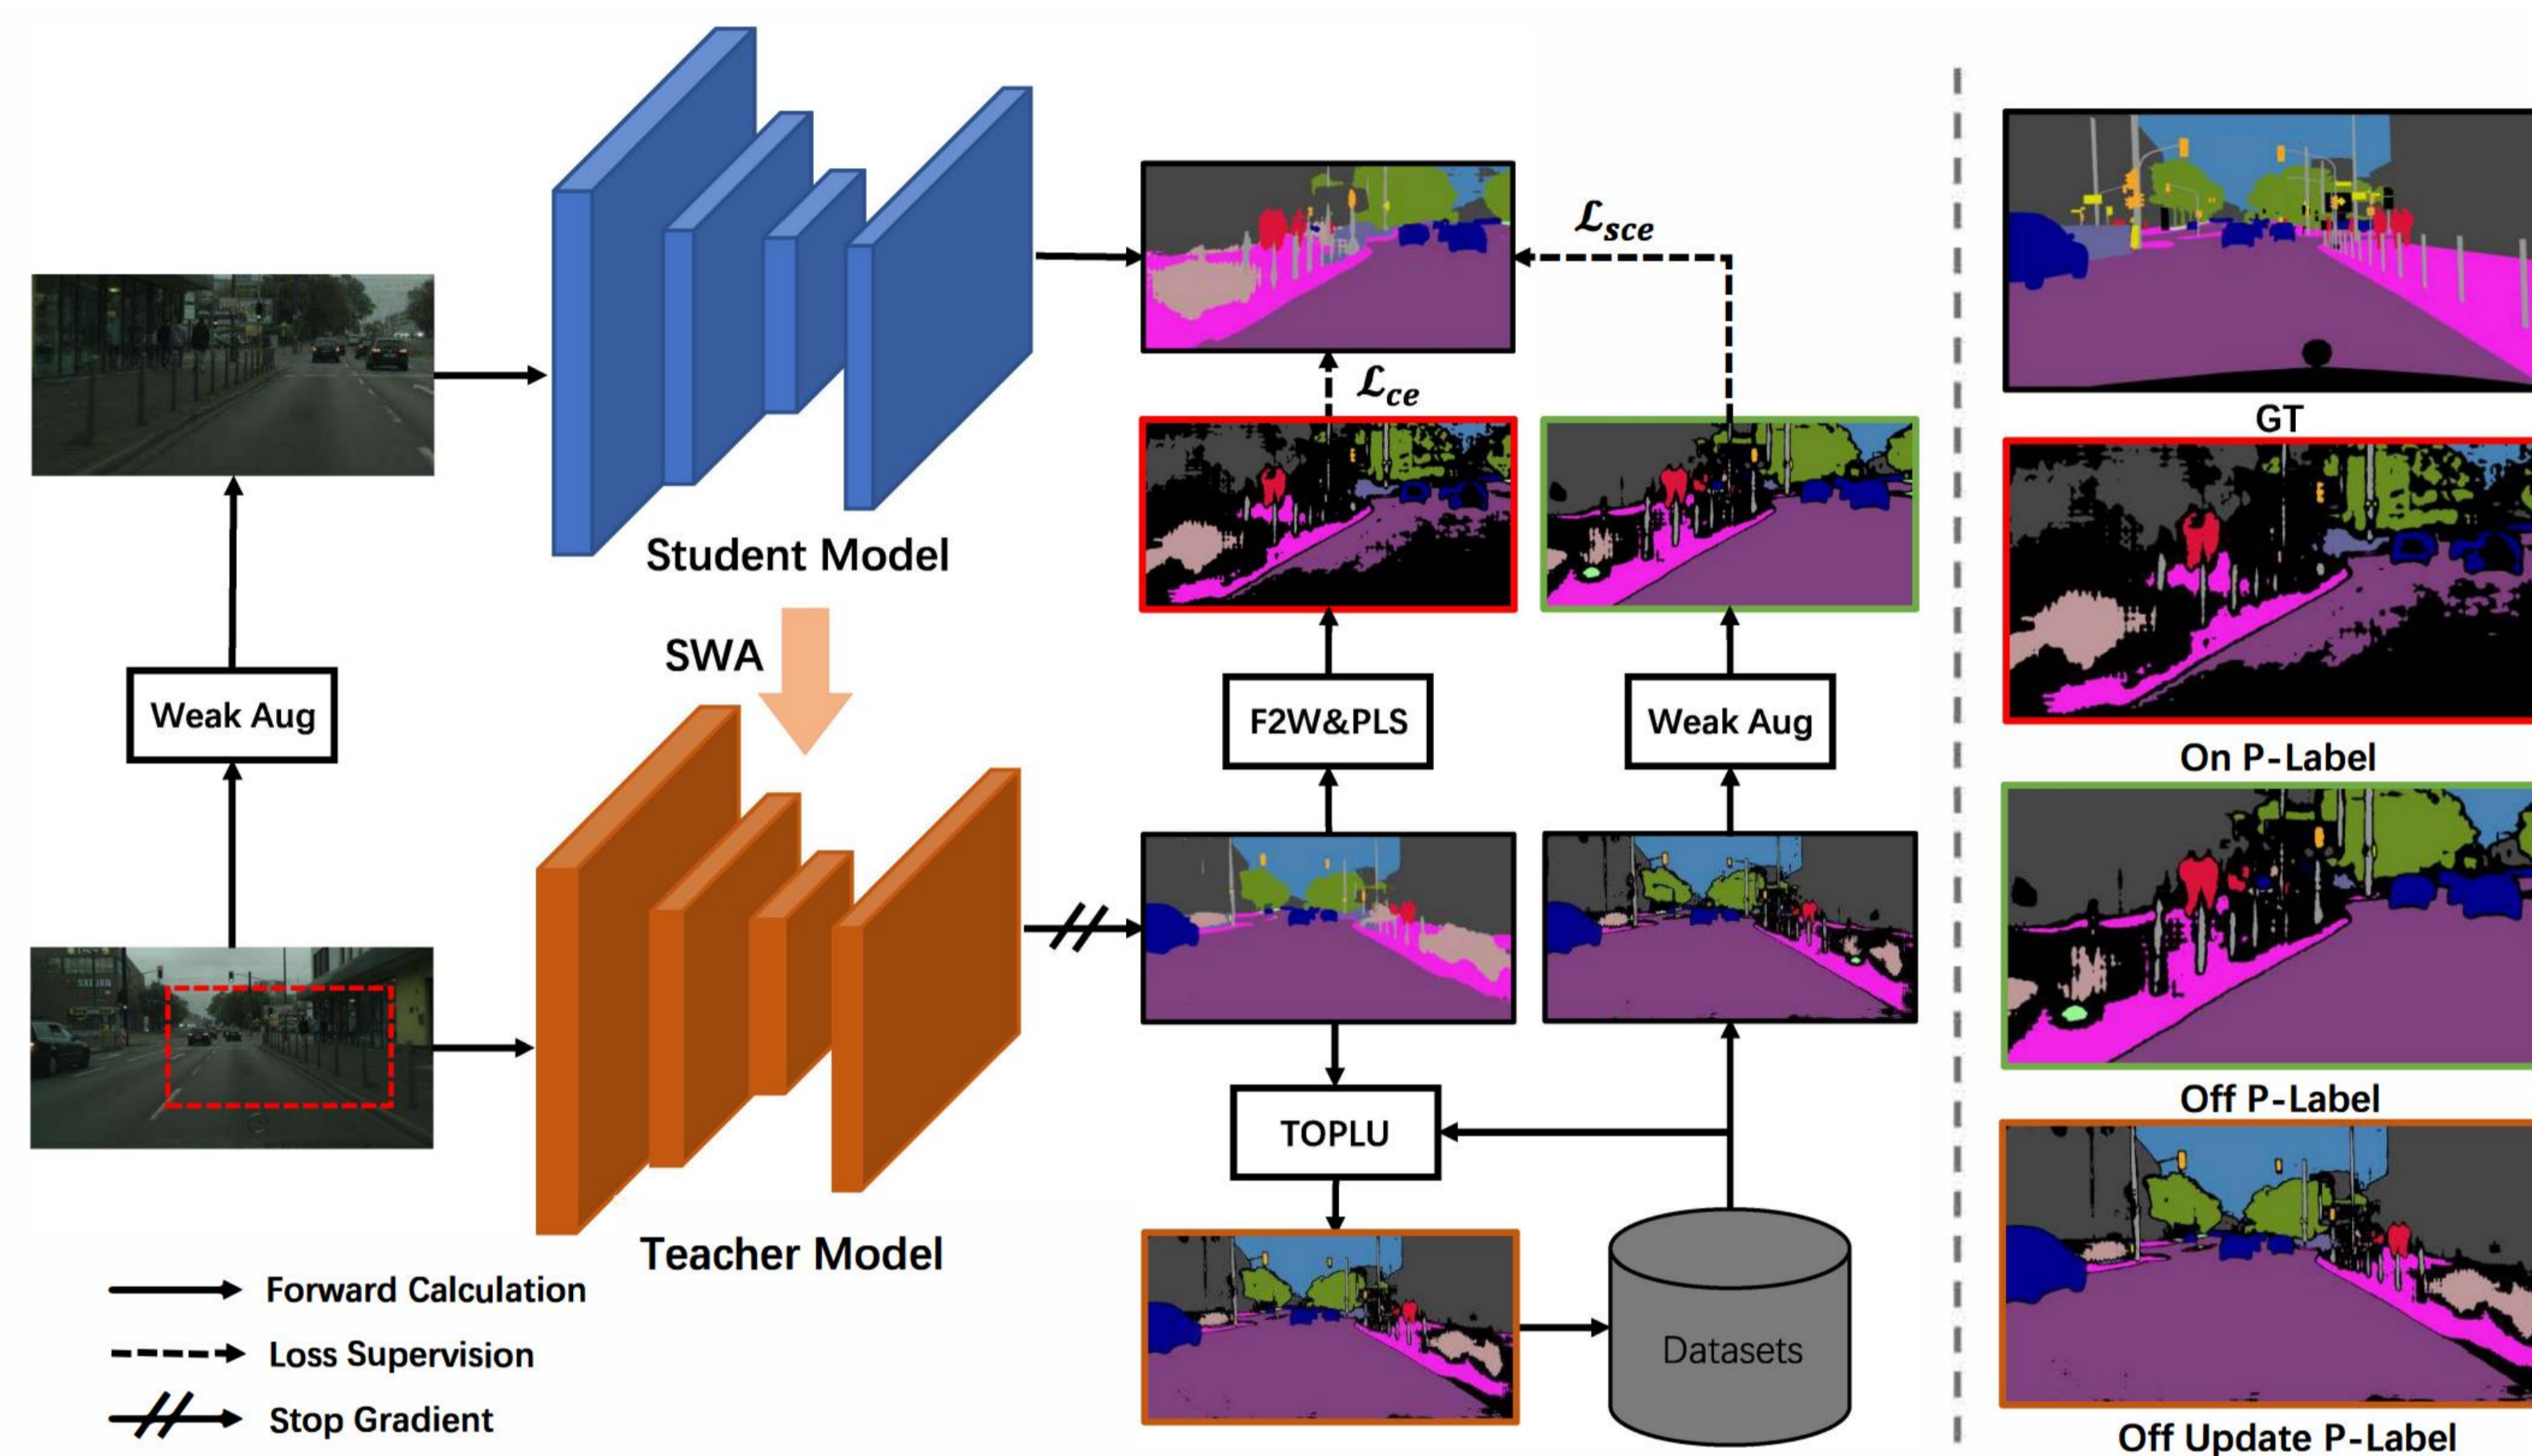 ℒsce
ℒce
GT
Student Model
SWA
Weak Aug
F2W&PLS
Weak Aug
On P-Label
TOPLU
Off P-Label
Teacher Model
Datasets
Forward Calculation
Loss Supervision
Stop Gradient
Off Update P-Label